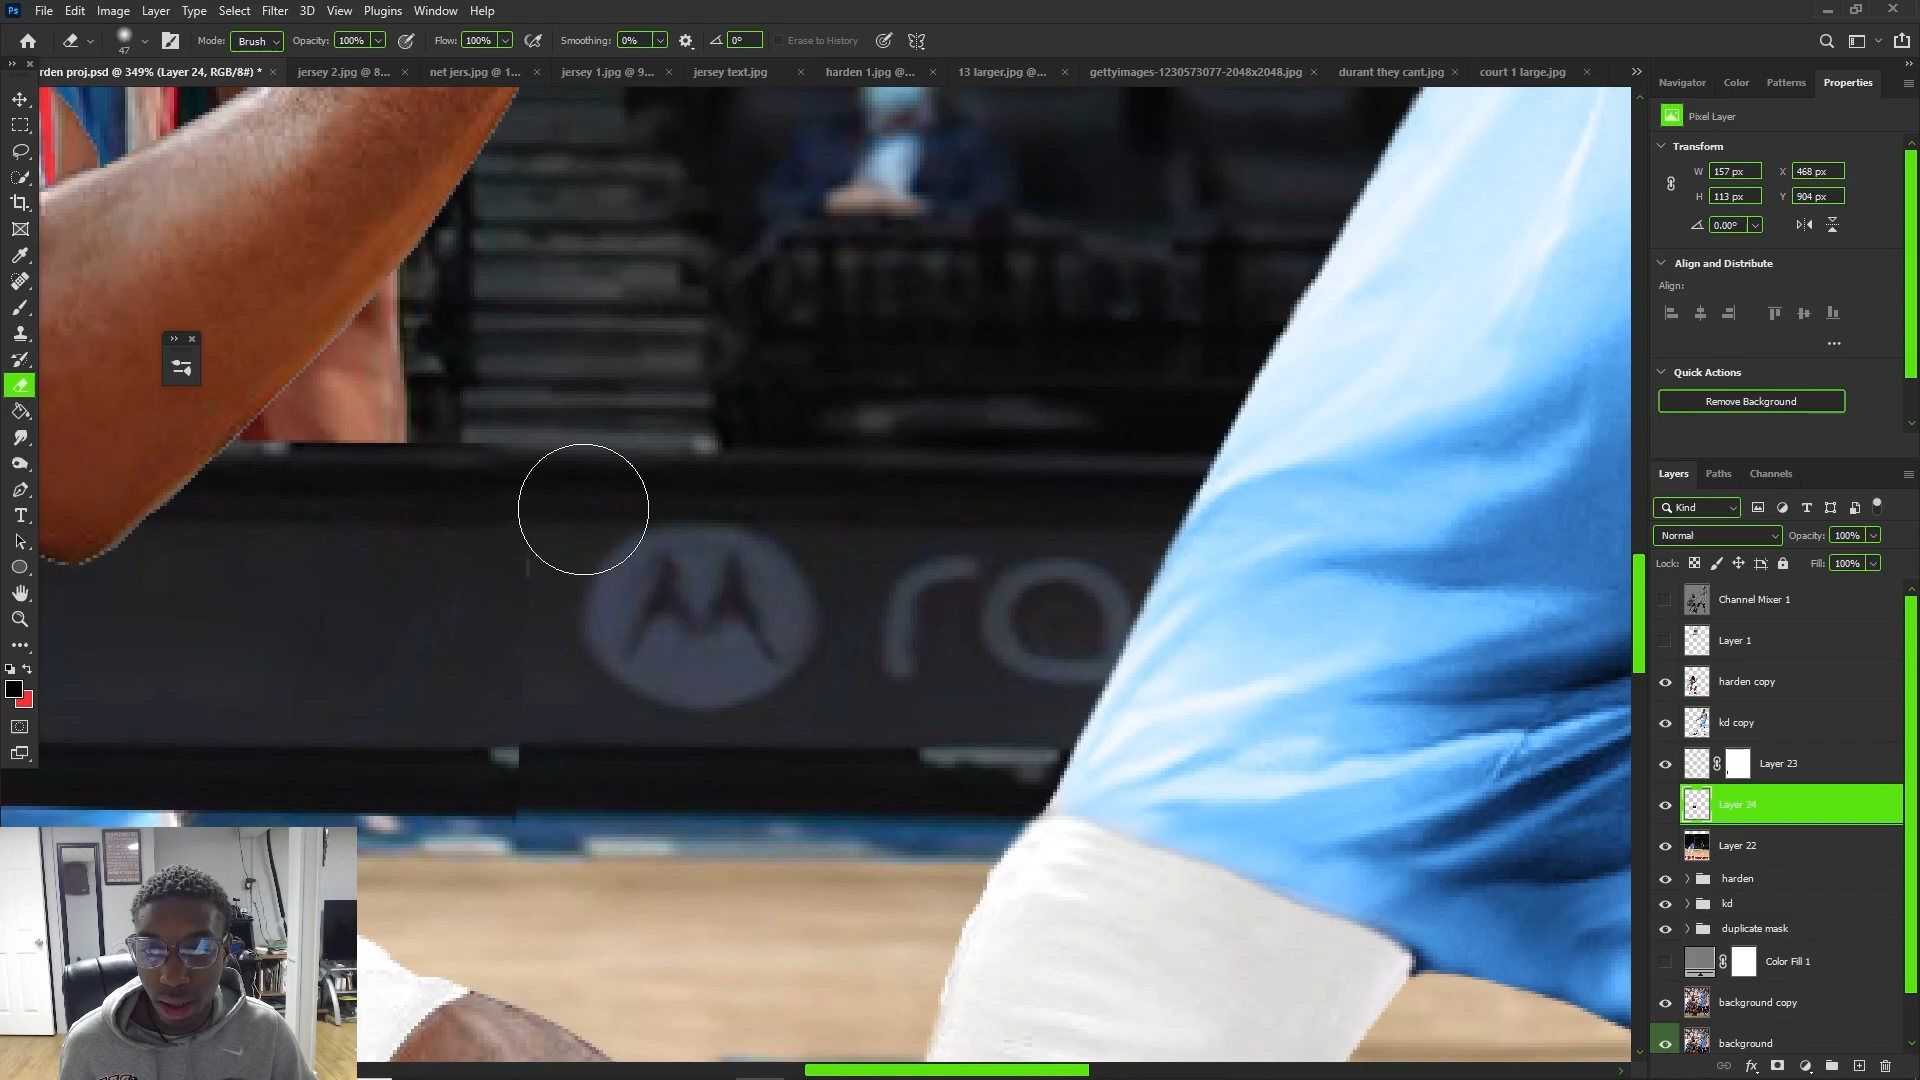 Ps File Edit Image Layer Type Select Filter 3D View Plugins Window Help
47 Mode: Brush Opacity: 100% Flow: 100% Smoothing: 0% 0° Erase to History
rden proj.psd @ 349% (Layer 24, RGB/8#) * jersey 2.jpg @ 8... net jers.jpg @ 1... jersey 1.jpg @ 9... jersey text.jpg harden 1.jpg @... 13 larger.jpg @... gettyimages-1230573077-2048x2048.jpg durant they cant.jpg court 1 large.jpg
Navigator Color Patterns Properties
Pixel Layer
Transform
W 157 px X 468 px
H 113 px Y 904 px
0.00°
Align and Distribute
Align:
Quick Actions
Remove Background
Layers Paths Channels
Kind
Normal Opacity: 100%
Lock: Fill: 100%
Channel Mixer 1
Layer 1
harden copy
kd copy
Layer 23
Layer 24
Layer 22
harden
kd
duplicate mask
Color Fill 1
background copy
background
fx
M ro